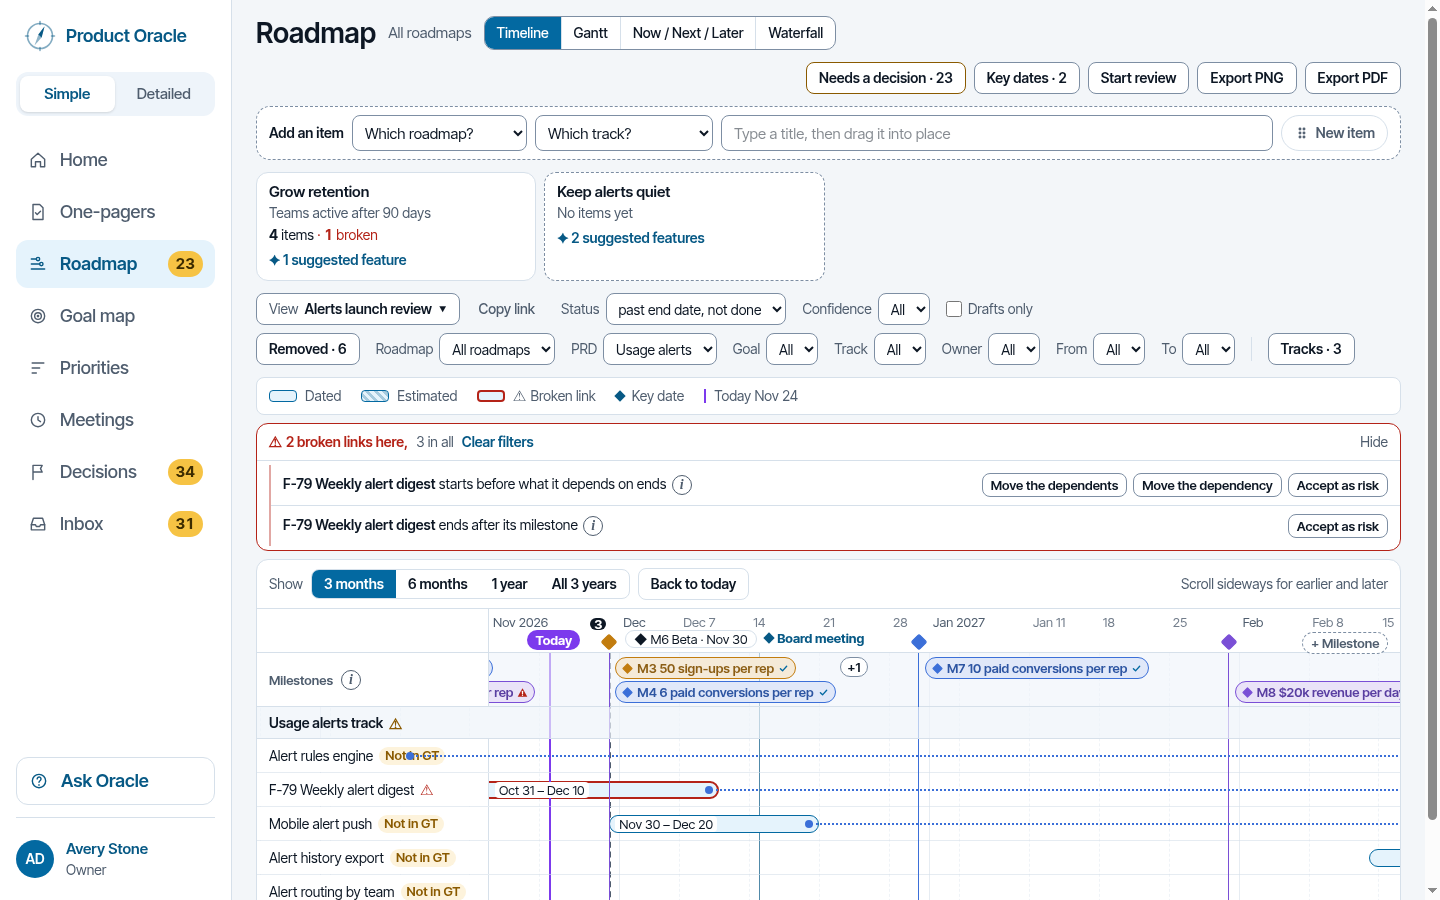 Product Oracle
Simple
Detailed
Home
One-pagers
Roadmap 23
Goal map
Priorities
Meetings
Decisions 34
Inbox 31
Ask Oracle
AD
Avery Stone
Owner
Roadmap All roadmaps Timeline Gantt Now / Next / Later Waterfall
Needs a decision · 23 Key dates · 2 Start review Export PNG Export PDF
Add an item Which roadmap? Which track? Type a title, then drag it into place New item
Grow retention
Teams active after 90 days
4 items · 1 broken
1 suggested feature
Keep alerts quiet
No items yet
2 suggested features
View Alerts launch review Copy link Status past end date, not done Confidence All Drafts only
Removed · 6 Roadmap All roadmaps PRD Usage alerts Goal All Track All Owner All From All To All Tracks · 3
Dated Estimated Broken link Key date Today Nov 24
2 broken links here, 3 in all Clear filters Hide
F-79 Weekly alert digest starts before what it depends on ends i Move the dependents Move the dependency Accept as risk
F-79 Weekly alert digest ends after its milestone i Accept as risk
Show 3 months 6 months 1 year All 3 years Back to today Scroll sideways for earlier and later
Nov 2026 3 Dec Dec 7 14 21 28 Jan 2027 Jan 11 18 25 Feb Feb 8 15
Today M6 Beta · Nov 30 Board meeting + Milestone
Milestones i
M3 50 sign-ups per rep +1 M7 10 paid conversions per rep
rep M4 6 paid conversions per rep M8 $20k revenue per day
Usage alerts track
Alert rules engine Not in GT
F-79 Weekly alert digest Oct 31 – Dec 10
Mobile alert push Not in GT Nov 30 – Dec 20
Alert history export Not in GT
Alert routing by team Not in GT